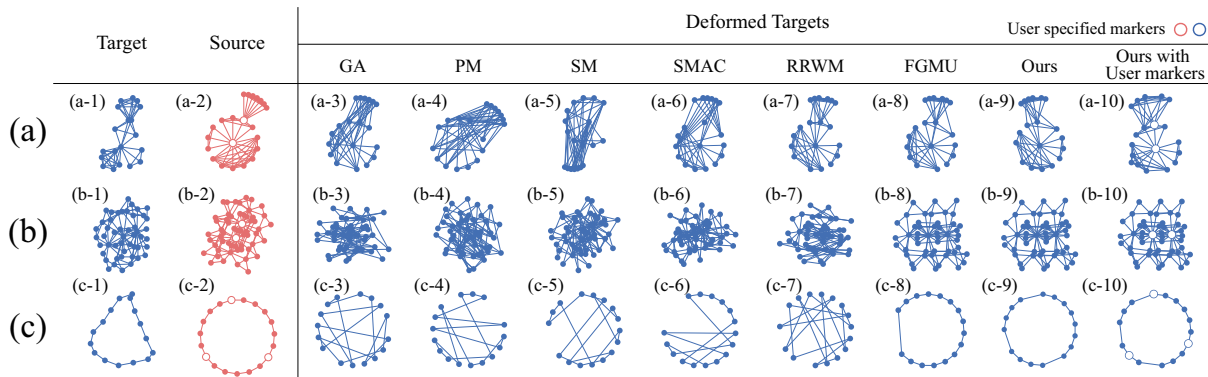 Deformed Targets
User specified markers
Target Source
GA PM SM SMAC RRWM FGMU Ours Ours with
User markers
(a) (a-1) (a-2) (a-3) (a-4) (a-5) (a-6) (a-7) (a-8) (a-9) (a-10)
(b) (b-1) (b-2) (b-3) (b-4) (b-5) (b-6) (b-7) (b-8) (b-9) (b-10)
(c) (c-1) (c-2) (c-3) (c-4) (c-5) (c-6) (c-7) (c-8) (c-9) (c-10)